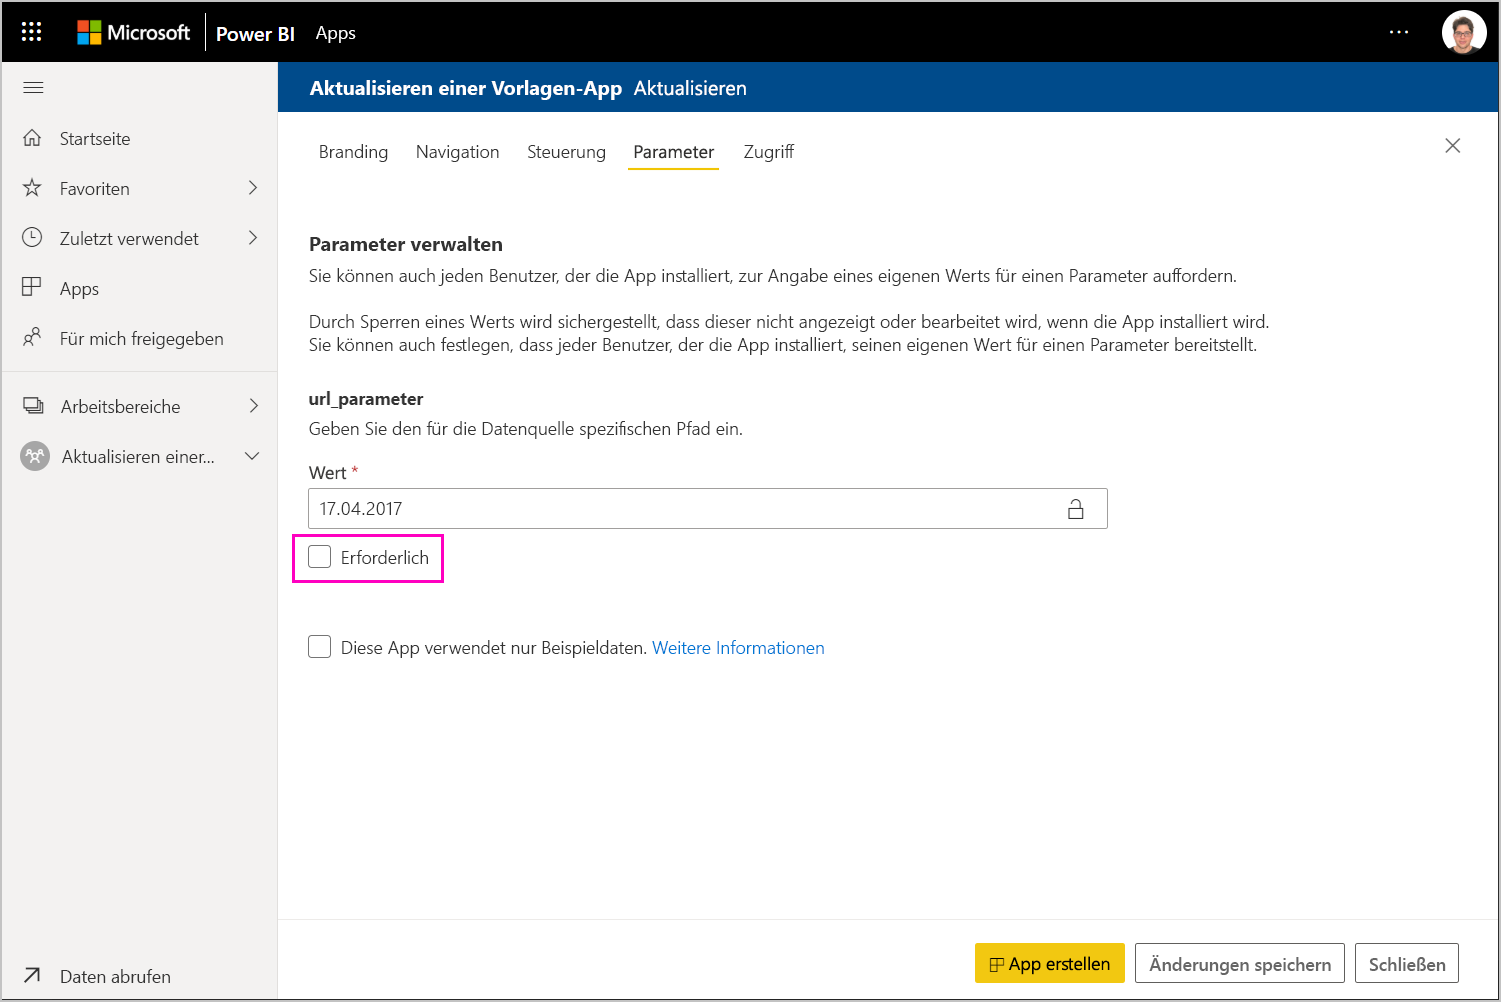 Microsoft Power BI Apps
Aktualisieren einer Vorlagen-App Aktualisieren
Startseite
Favoriten
Zuletzt verwendet
Apps
Für mich freigegeben
Arbeitsbereiche
Aktualisieren einer...
Daten abrufen
Branding Navigation Steuerung Parameter Zugriff
Parameter verwalten
Sie können auch jeden Benutzer, der die App installiert, zur Angabe eines eigenen Werts für einen Parameter auffordern.
Durch Sperren eines Werts wird sichergestellt, dass dieser nicht angezeigt oder bearbeitet wird, wenn die App installiert wird.
Sie können auch festlegen, dass jeder Benutzer, der die App installiert, seinen eigenen Wert für einen Parameter bereitstellt.
url_parameter
Geben Sie den für die Datenquelle spezifischen Pfad ein.
Wert *
17.04.2017
Erforderlich
Diese App verwendet nur Beispieldaten. Weitere Informationen
App erstellen Änderungen speichern Schließen